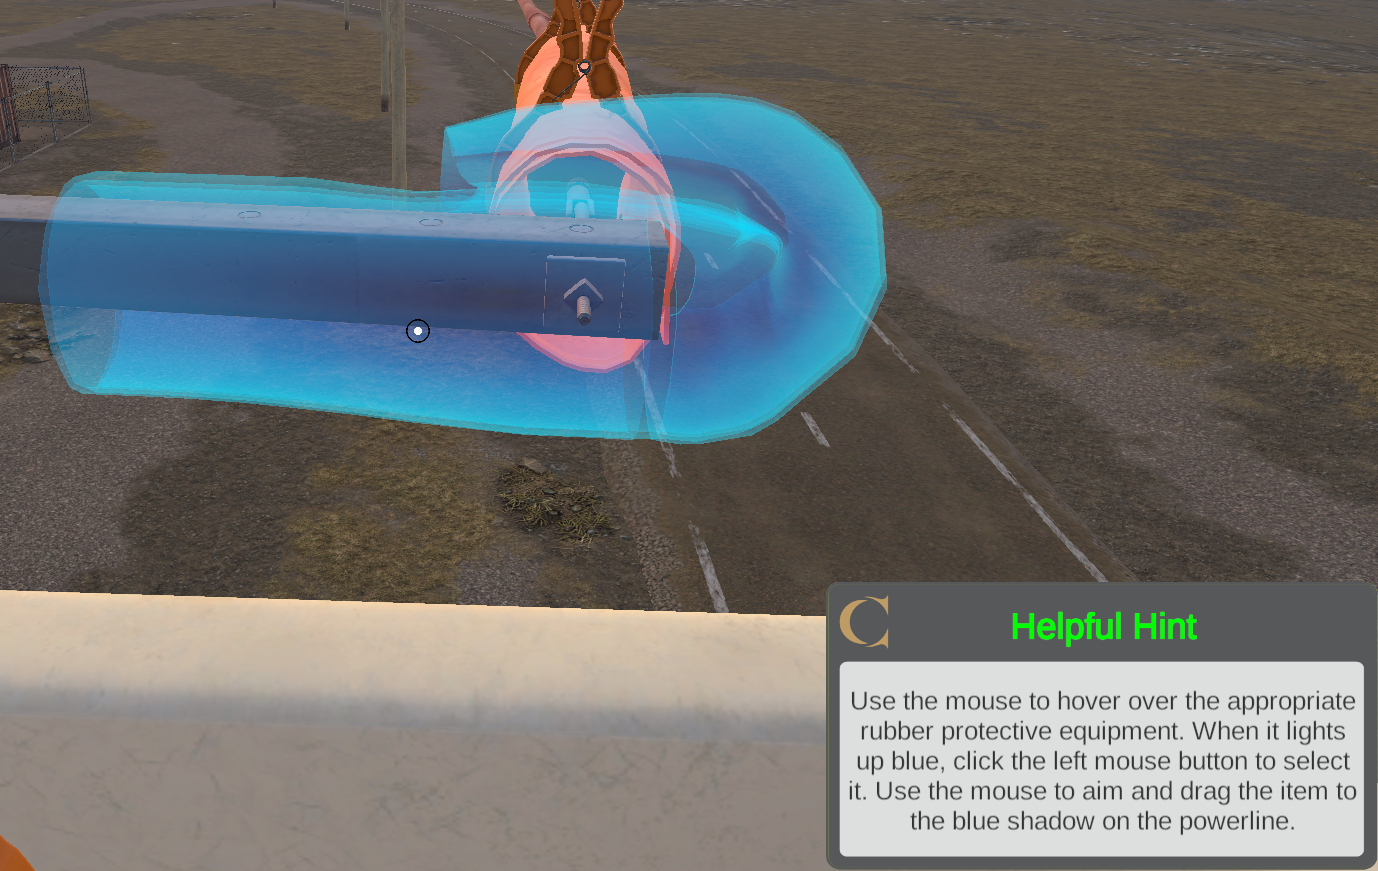 Helpful Hint
Use the mouse to hover over the appropriate
rubber protective equipment. When it lights
up blue, click the left mouse button to select
it. Use the mouse to aim and drag the item to
the blue shadow on the powerline.